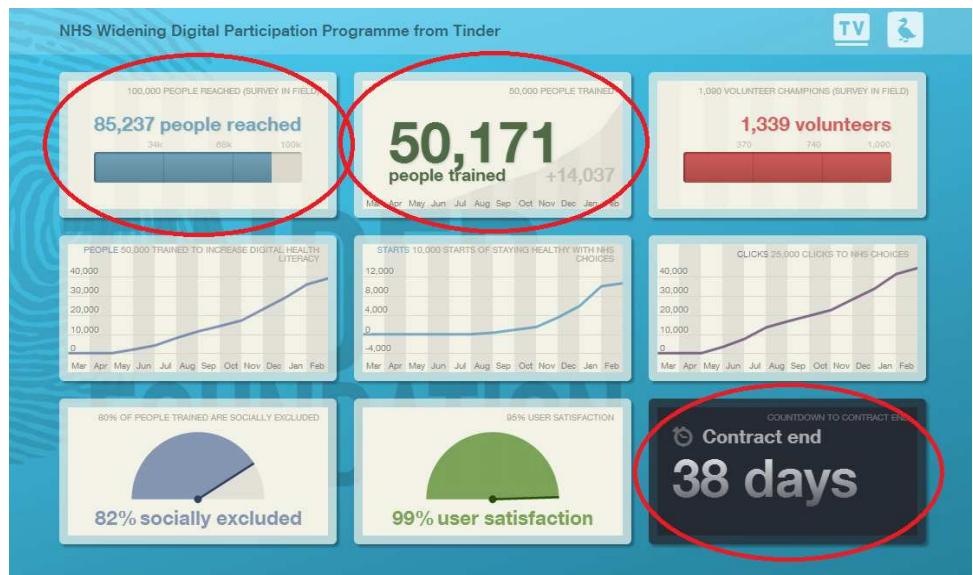 NHS Widening Digital Participation Programme from Tinder
TV
100,000 PEOPLE REACHED (SURVEY IN FIELD)
85,237 people reached
34k 68k 100k
50,000 PEOPLE TRAINED
50,171
people trained
+14,037
Mar Apr May Jun Jul Aug Sep Oct Nov Dec Jan Feb
1,090 VOLUNTEER CHAMPIONS (SURVEY IN FIELD)
1,339 volunteers
370 740 1,090
PEOPLE 50,000 TRAINED TO INCREASE DIGITAL HEALTH
LITERACY
40,000
30,000
20,000
10,000
0
Mar Apr May Jun Jul Aug Sep Oct Nov Dec Jan Feb
STARTS 10,000 STARTS OF STAYING HEALTHY WITH NHS
CHOICES
12,000
8,000
4,000
0
-4,000
Mar Apr May Jun Jul Aug Sep Oct Nov Dec Jan Feb
CLICKS 25,000 CLICKS TO NHS CHOICES
40,000
30,000
20,000
10,000
0
Mar Apr May Jun Jul Aug Sep Oct Nov Dec Jan Feb
80% OF PEOPLE TRAINED ARE SOCIALLY EXCLUDED
82% socially excluded
95% USER SATISFACTION
99% user satisfaction
COUNTDOWN TO CONTRACT END
Contract end
38 days
TINDER
FOUNDATION